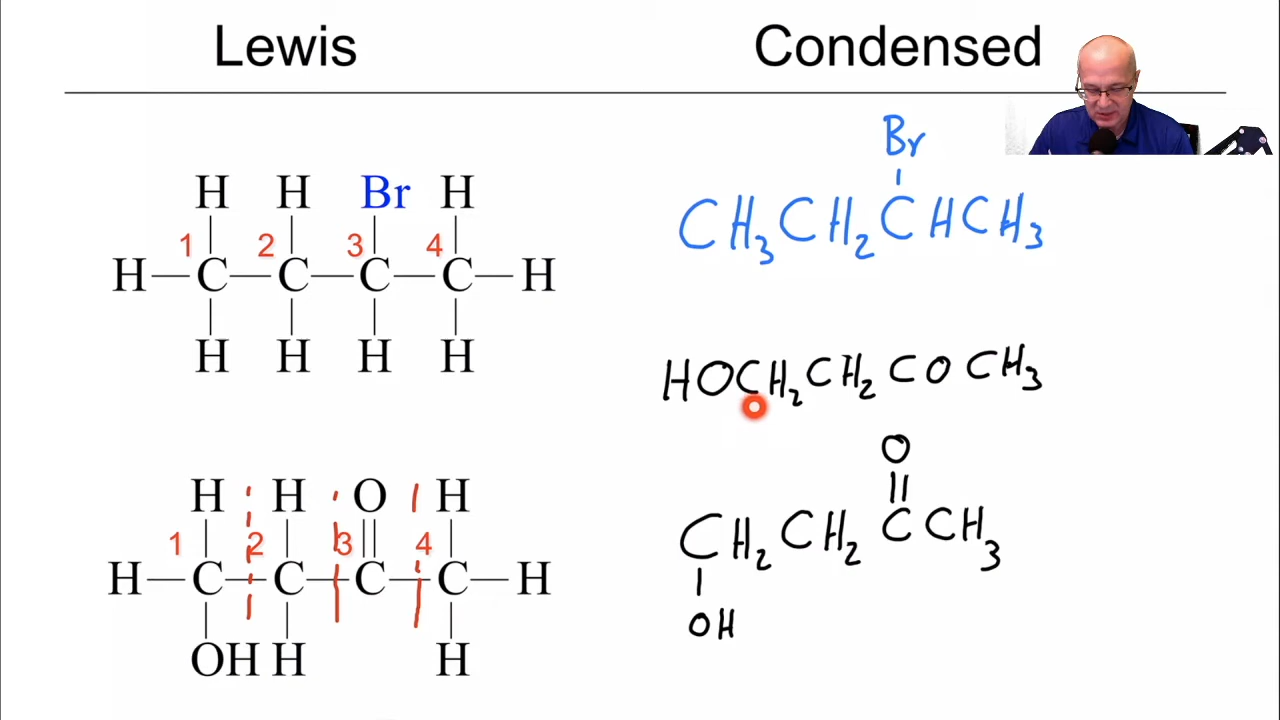 Lewis
Condensed
Br
CH₃CH₂CHCH₃
H H Br H
1 2 3 4
H—C—C—C—C—H
H H H H
HOCH₂CH₂COCH₃
O
CH₂CH₂CCH₃
OH
H H O H
1 2 3 4
H—C—C—C—C—H
OH H H